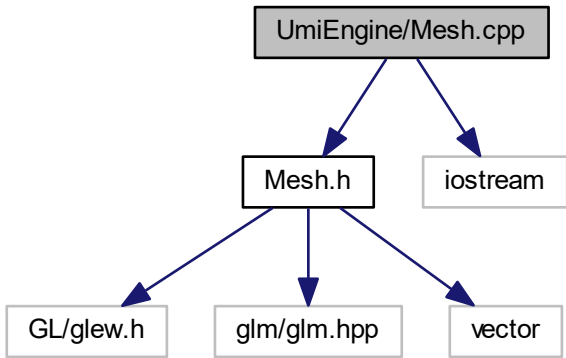 UmiEngine/Mesh.cpp
Mesh.h
iostream
GL/glew.h
glm/glm.hpp
vector